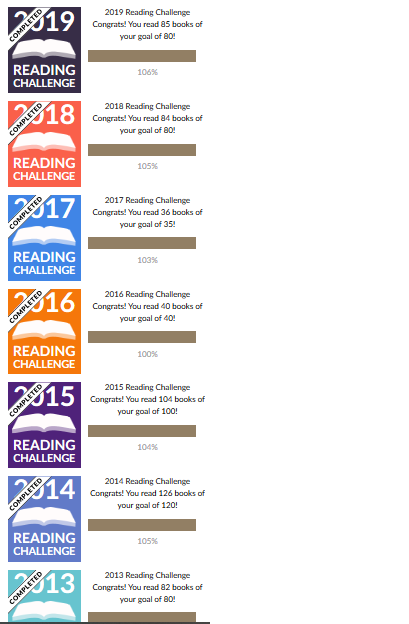 2019
COMPLETED
READING
CHALLENGE
2019 Reading Challenge
Congrats! You read 85 books of
your goal of 80!
106%
2018
COMPLETED
READING
CHALLENGE
2018 Reading Challenge
Congrats! You read 84 books of
your goal of 80!
105%
2017
COMPLETED
READING
CHALLENGE
2017 Reading Challenge
Congrats! You read 36 books of
your goal of 35!
103%
2016
COMPLETED
READING
CHALLENGE
2016 Reading Challenge
Congrats! You read 40 books of
your goal of 40!
100%
2015
COMPLETED
READING
CHALLENGE
2015 Reading Challenge
Congrats! You read 104 books of
your goal of 100!
104%
2014
COMPLETED
READING
CHALLENGE
2014 Reading Challenge
Congrats! You read 126 books of
your goal of 120!
105%
2013
COMPLETED
2013 Reading Challenge
Congrats! You read 82 books of
your goal of 80!